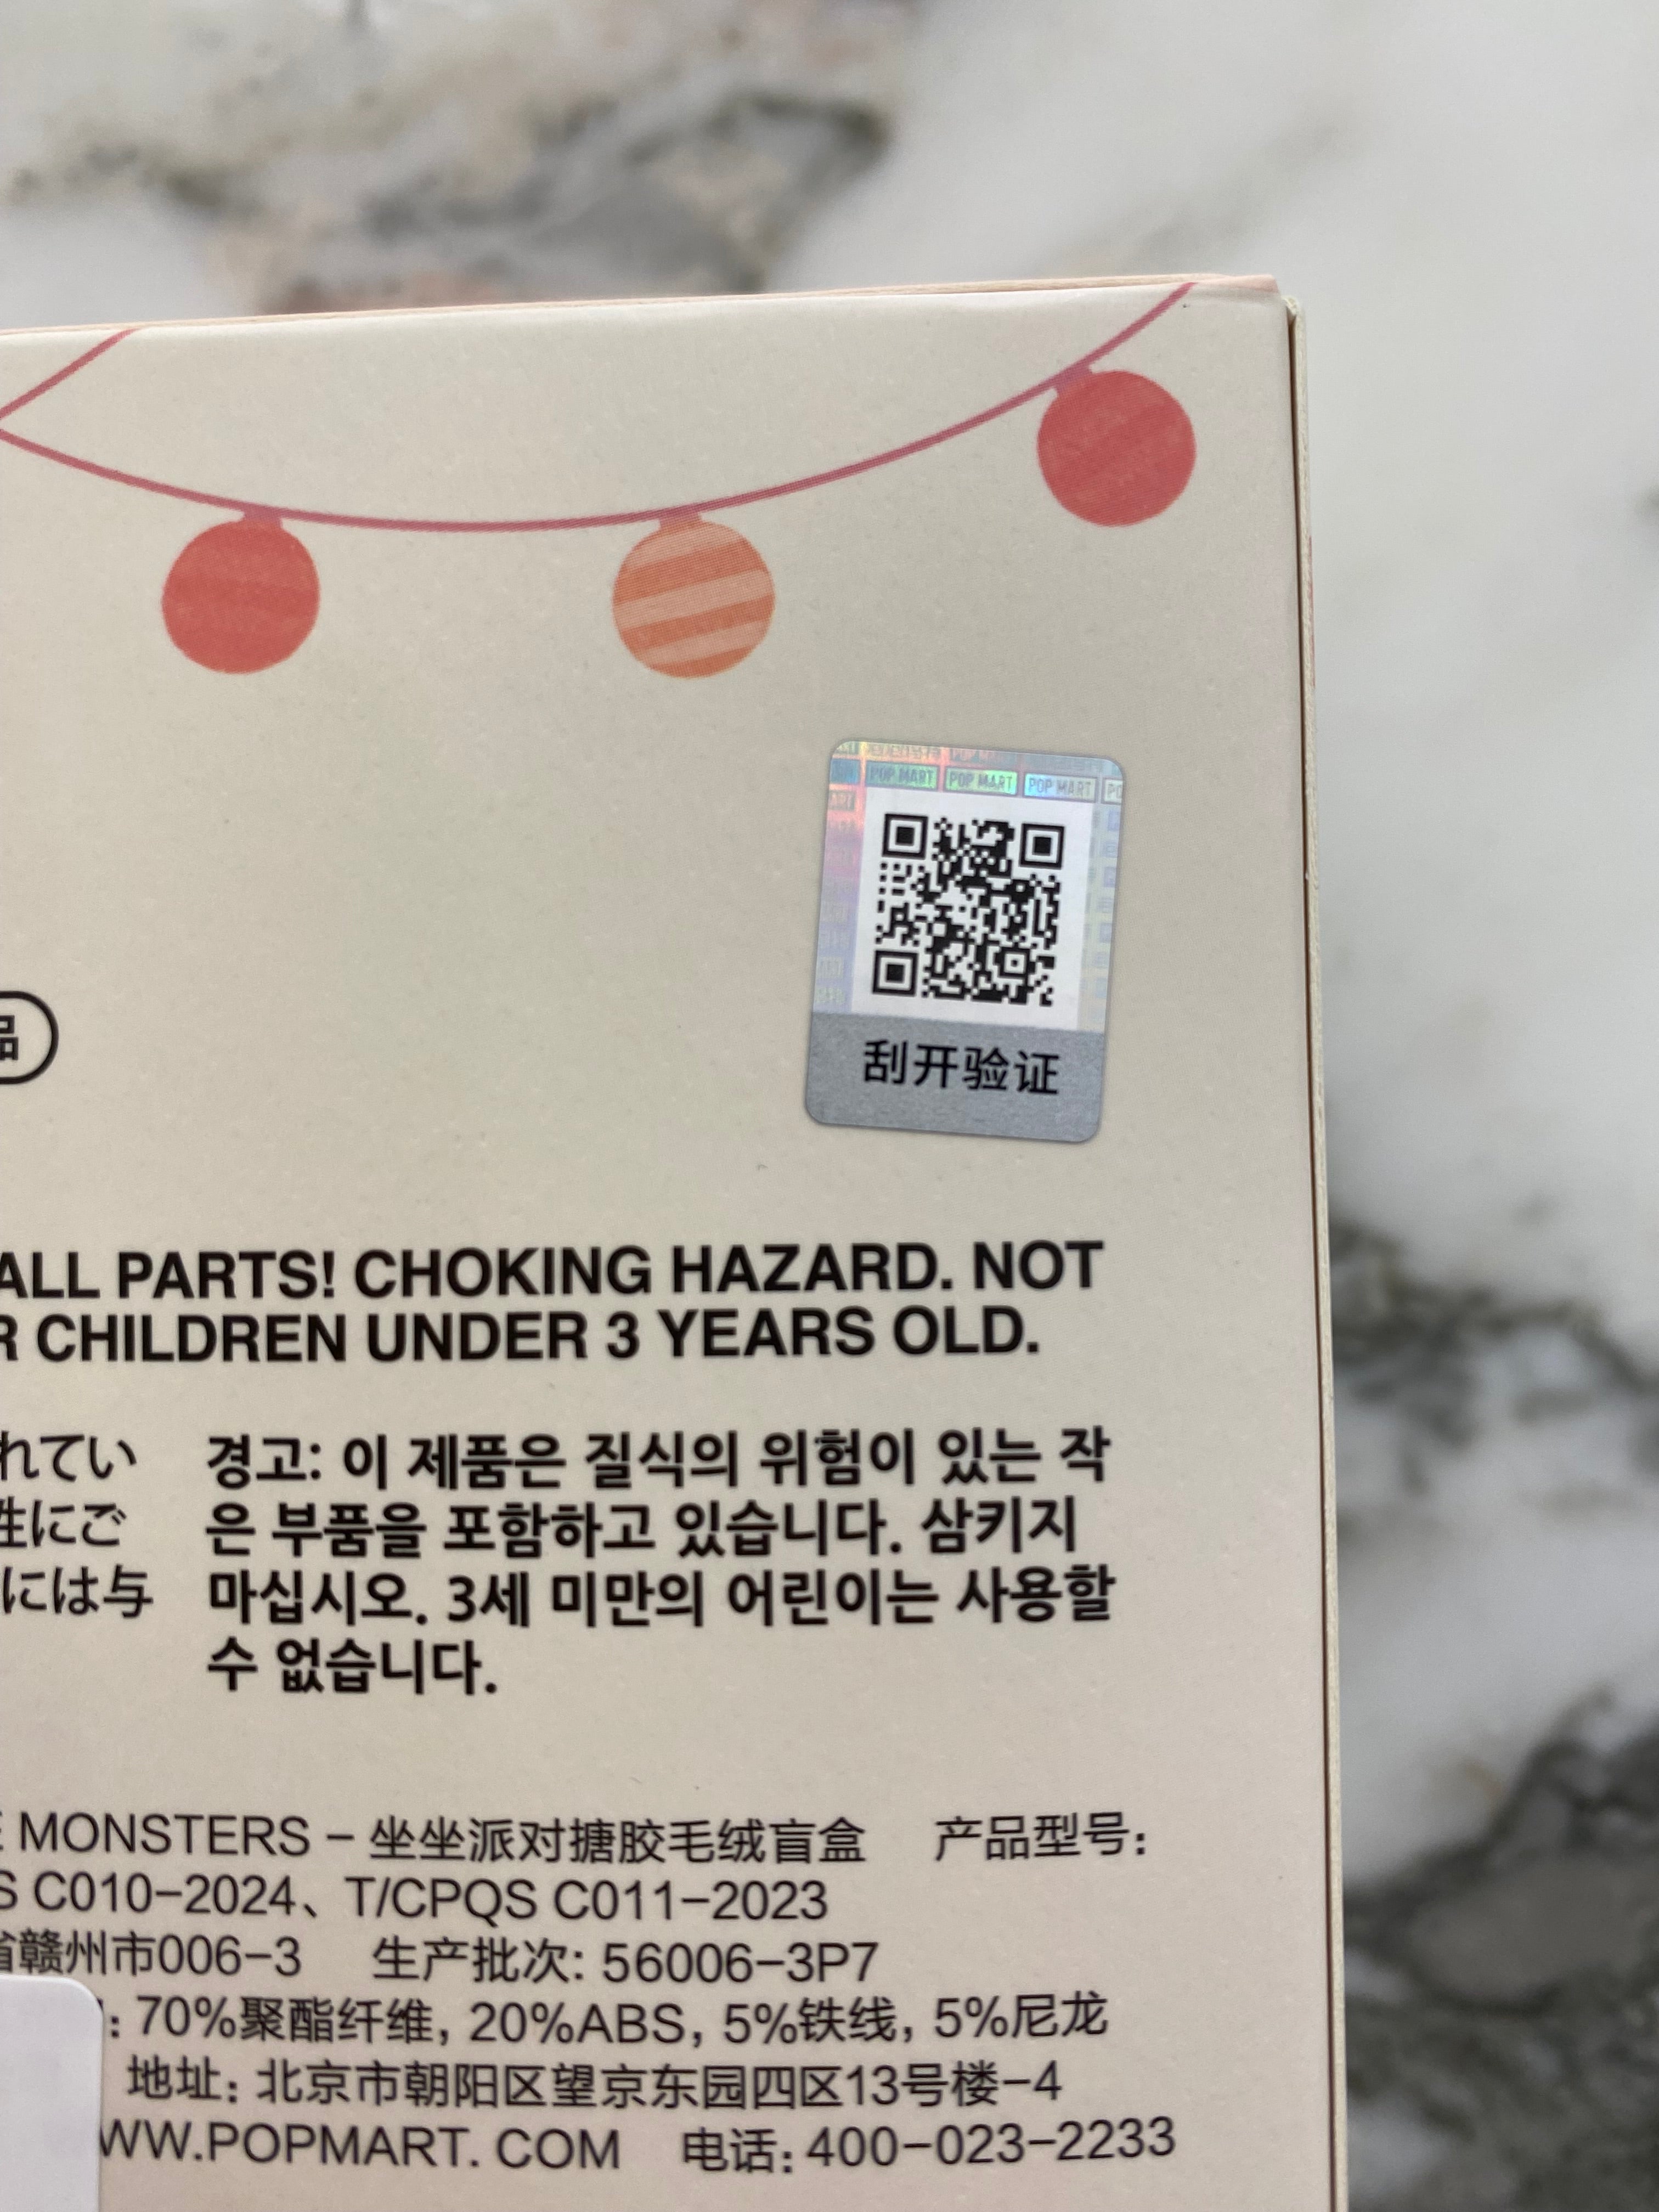 POP MART POP MART POP MART
刮开验证
品
ALL PARTS! CHOKING HAZARD. NOT
CHILDREN UNDER 3 YEARS OLD.
れてい
性にご
には与
경고: 이 제품은 질식의 위험이 있는 작
은 부품을 포함하고 있습니다. 삼키지
마십시오. 3세 미만의 어린이는 사용할
수 없습니다.
MONSTERS – 坐坐派对搪胶毛绒盲盒 产品型号:
S C010-2024、T/CPQS C011-2023
省赣州市006-3 生产批次: 56006-3P7
: 70%聚酯纤维, 20%ABS, 5%铁线, 5%尼龙
地址: 北京市朝阳区望京东园四区13号楼-4
WW.POPMART. COM 电话: 400-023-2233